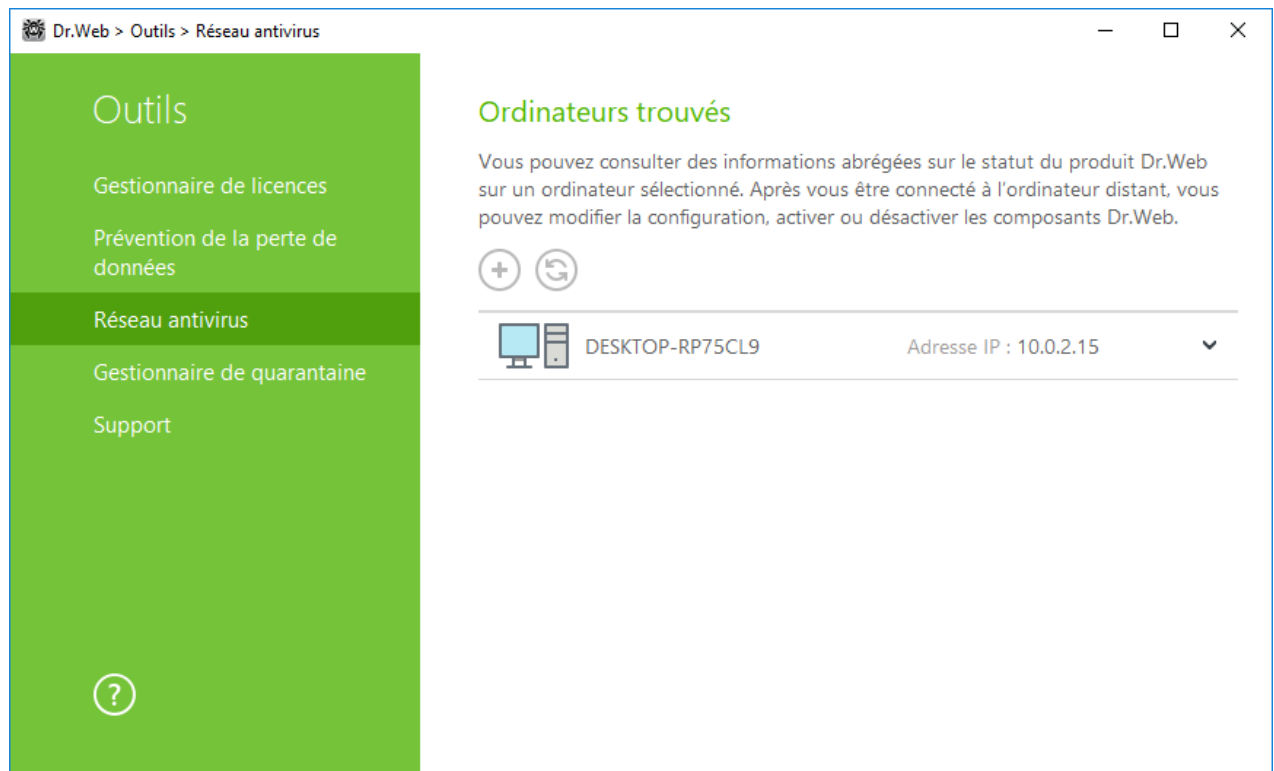 Dr.Web > Outils > Réseau antivirus
Outils
Gestionnaire de licences
Prévention de la perte de
données
Réseau antivirus
Gestionnaire de quarantaine
Support
?
Ordinateurs trouvés
Vous pouvez consulter des informations abrégées sur le statut du produit Dr.Web
sur un ordinateur sélectionné. Après vous être connecté à l'ordinateur distant, vous
pouvez modifier la configuration, activer ou désactiver les composants Dr.Web.
DESKTOP-RP75CL9 Adresse IP : 10.0.2.15